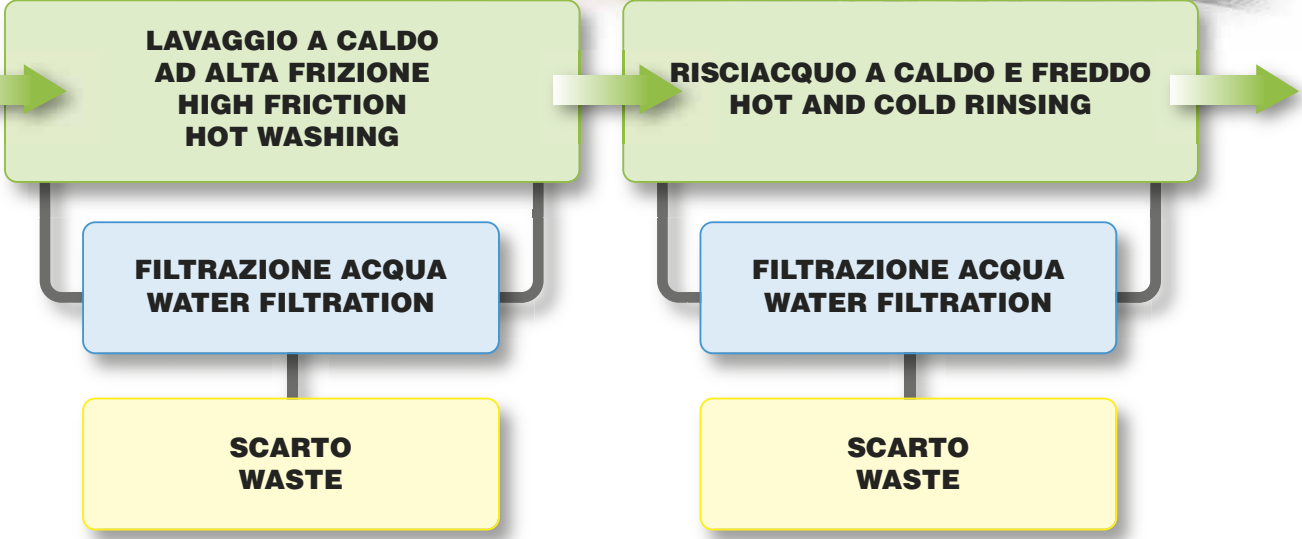 LAVAGGIO A CALDO
AD ALTA FRIZIONE
HIGH FRICTION
HOT WASHING
RISCIACQUO A CALDO E FREDDO
HOT AND COLD RINSING
FILTRAZIONE ACQUA
WATER FILTRATION
FILTRAZIONE ACQUA
WATER FILTRATION
SCARTO
WASTE
SCARTO
WASTE